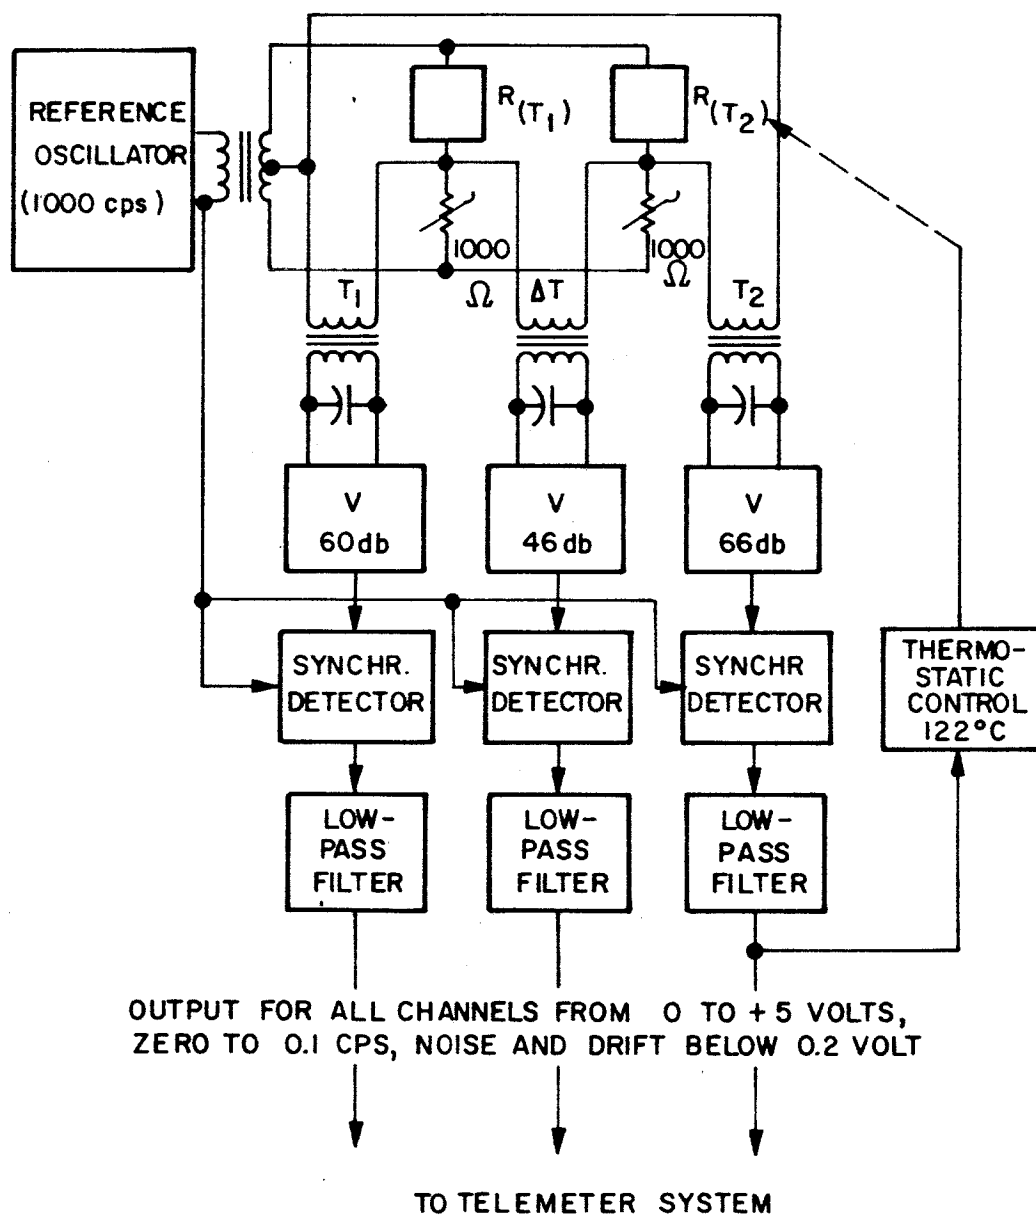 REFERENCE
OSCILLATOR
(1000 cps)
R(T1)
R(T2)
1000
Ω
1000
Ω
T1
ΔT
T2
V
60db
V
46db
V
66db
SYNCHR.
DETECTOR
SYNCHR.
DETECTOR
SYNCHR
DETECTOR
THERMO-
STATIC
CONTROL
122°C
LOW-
PASS
FILTER
LOW-
PASS
FILTER
LOW-
PASS
FILTER
OUTPUT FOR ALL CHANNELS FROM 0 TO +5 VOLTS,
ZERO TO 0.1 CPS, NOISE AND DRIFT BELOW 0.2 VOLT
TO TELEMETER SYSTEM